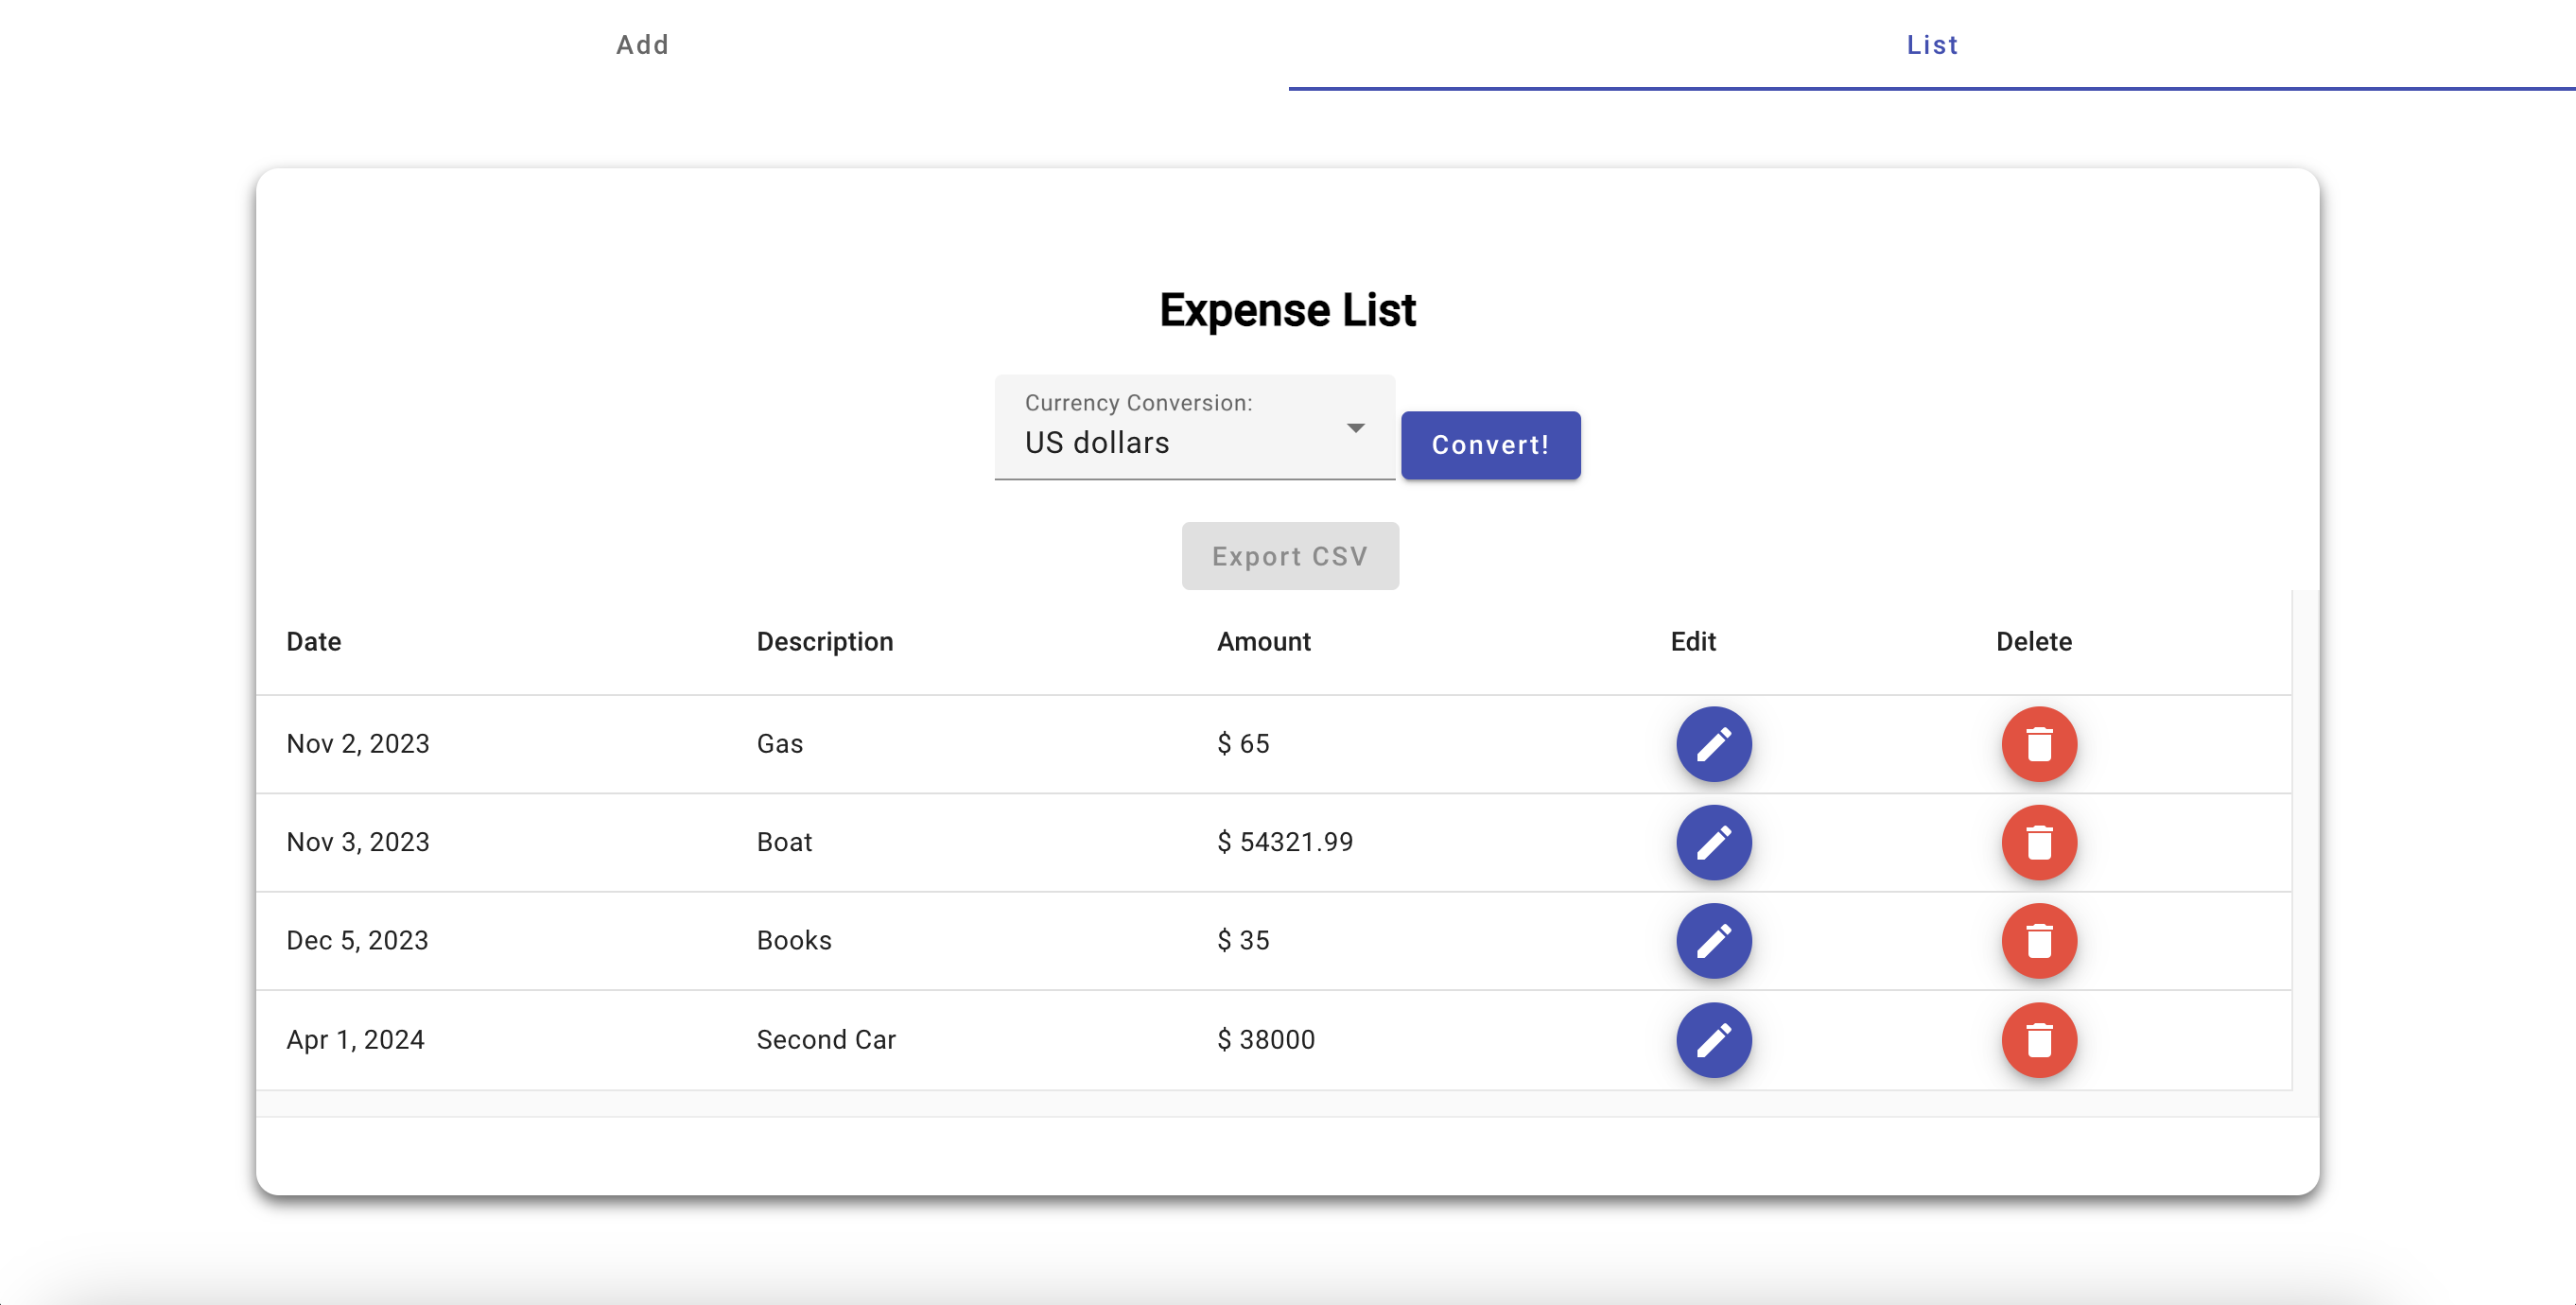 Add List
Expense List
Currency Conversion:
US dollars
Convert!
Export CSV
Date Description Amount Edit Delete
Nov 2, 2023 Gas $ 65
Nov 3, 2023 Boat $ 54321.99
Dec 5, 2023 Books $ 35
Apr 1, 2024 Second Car $ 38000